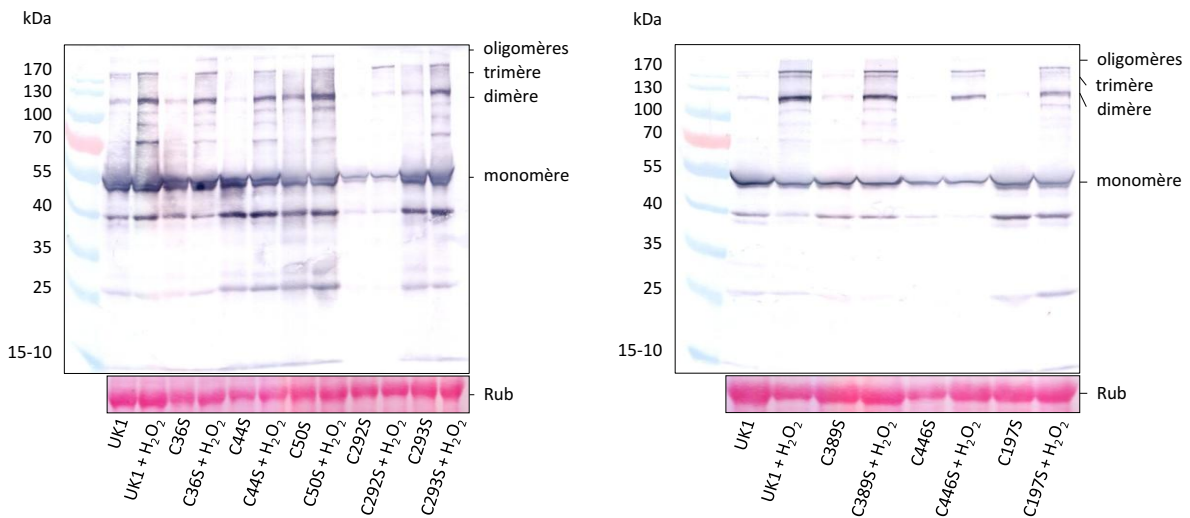 kDa
170
130
100
70
55
40
35
25
15-10
oligomères
trimère
dimère
monomère
Rub
UK1
UK1 + H₂O₂
C36S
C36S + H₂O₂
C44S
C44S + H₂O₂
C50S
C50S + H₂O₂
C292S
C292S + H₂O₂
C293S
C293S + H₂O₂
kDa
170
130
100
70
55
40
35
25
15-10
oligomères
trimère
dimère
monomère
Rub
UK1
UK1 + H₂O₂
C389S
C389S + H₂O₂
C446S
C446S + H₂O₂
C197S
C197S + H₂O₂